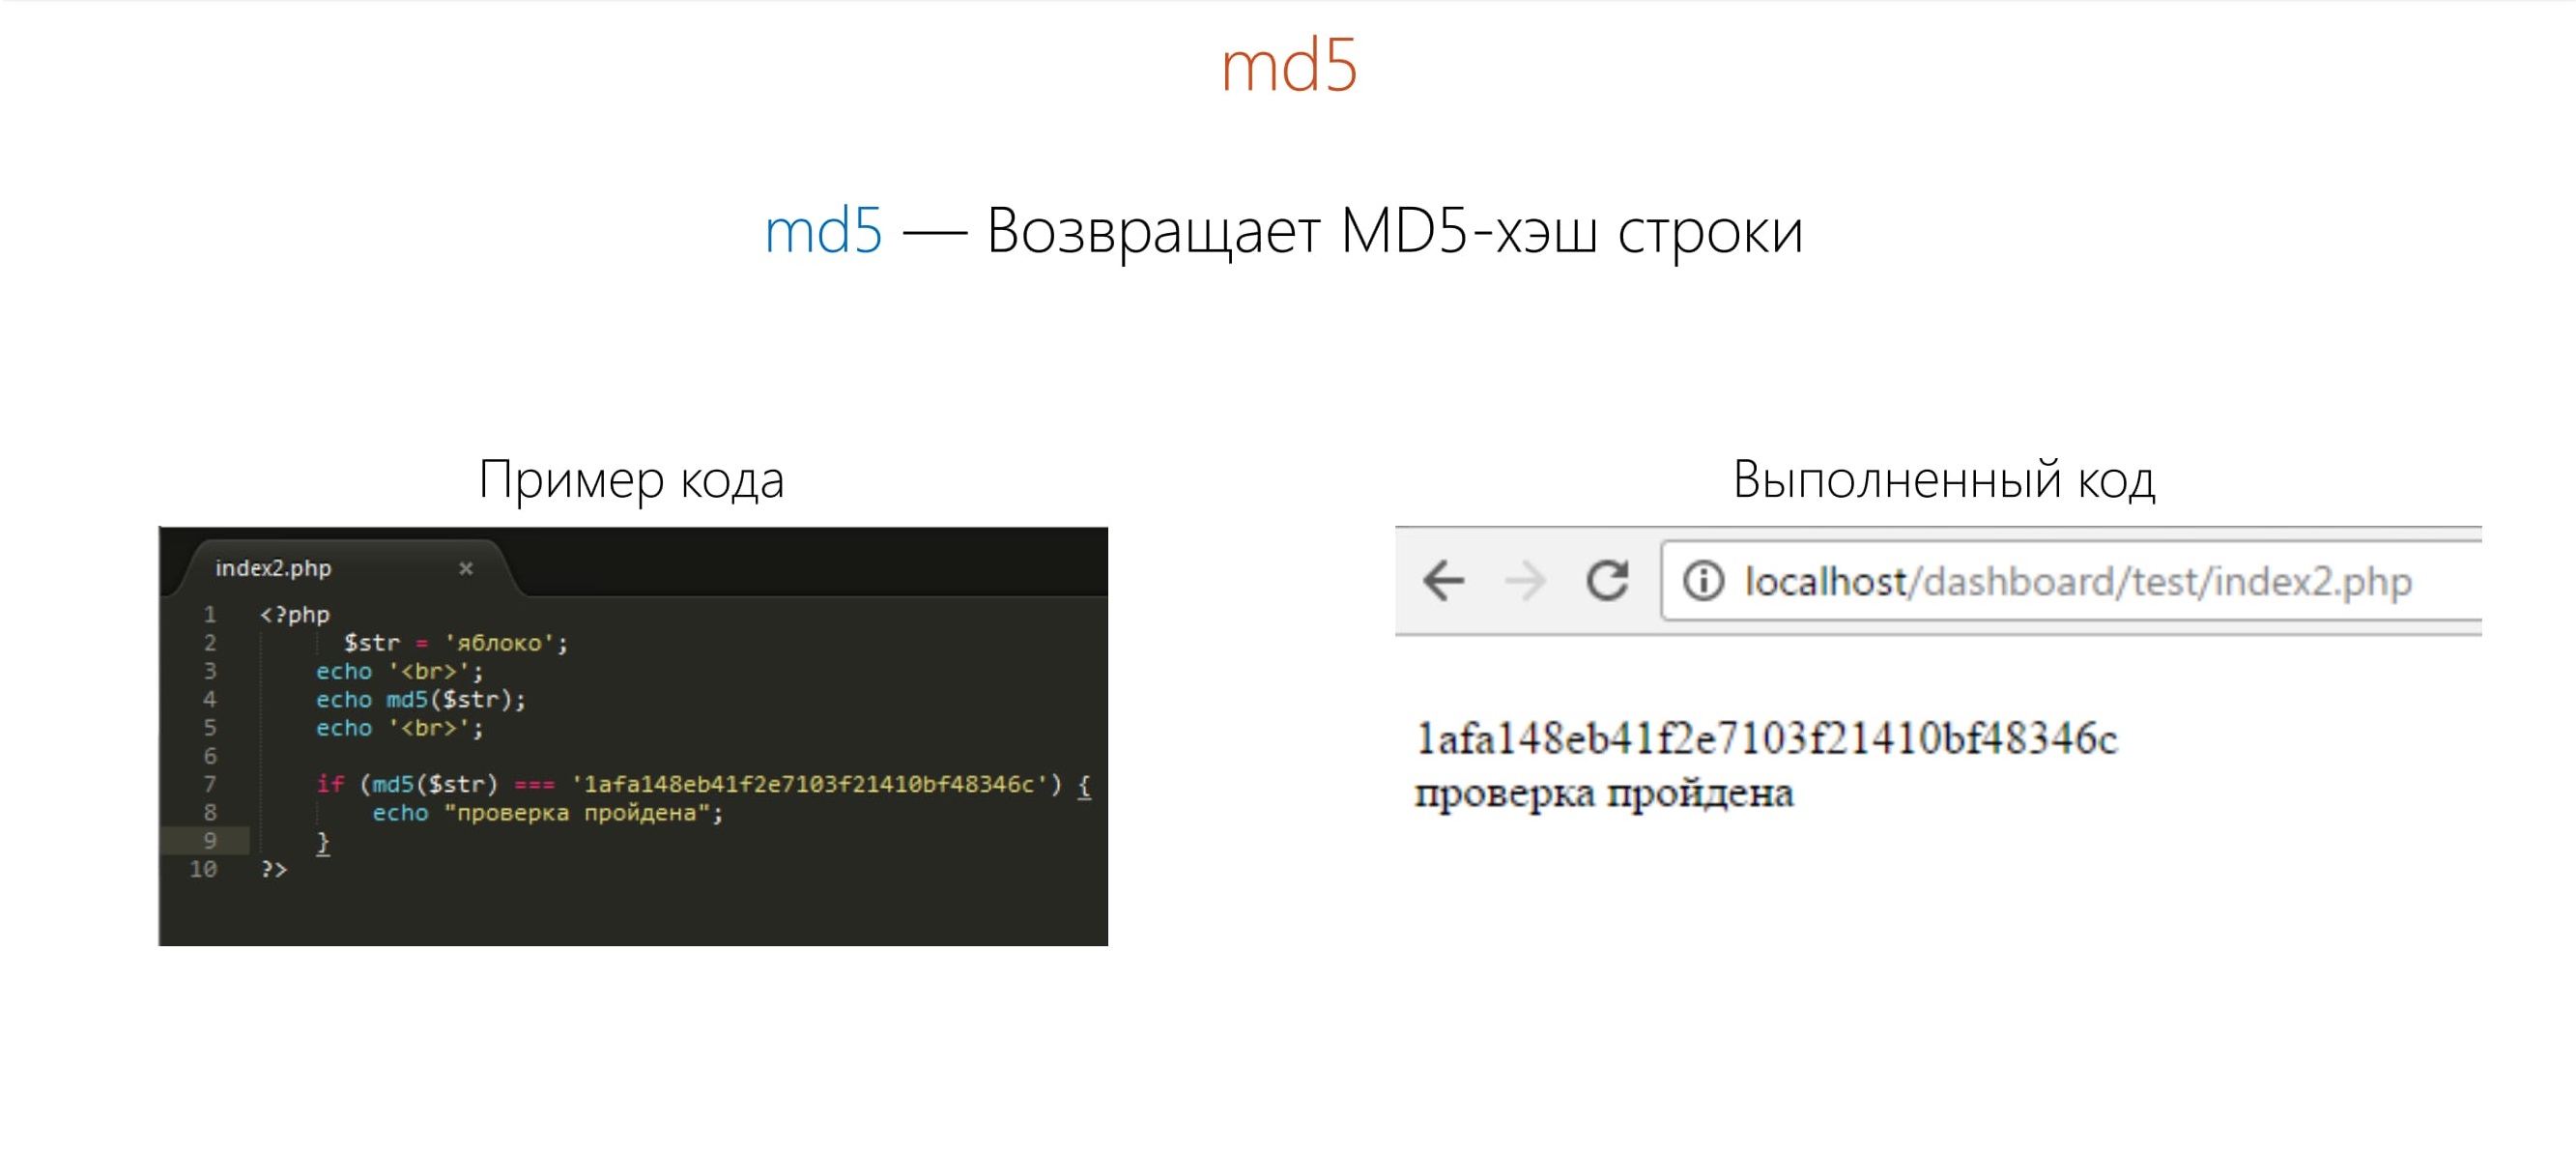 md5
md5 — Возвращает MD5-хэш строки
Пример кода
index2.php ×
1 <?php
2 $str = 'яблоко';
3 echo '<br>';
4 echo md5($str);
5 echo '<br>';
6
7 if (md5($str) === '1afa148eb41f2e7103f21410bf48346c') {
8 echo "проверка пройдена";
9 }
10 ?>
Выполненный код
localhost/dashboard/test/index2.php
1afa148eb41f2e7103f21410bf48346c
проверка пройдена